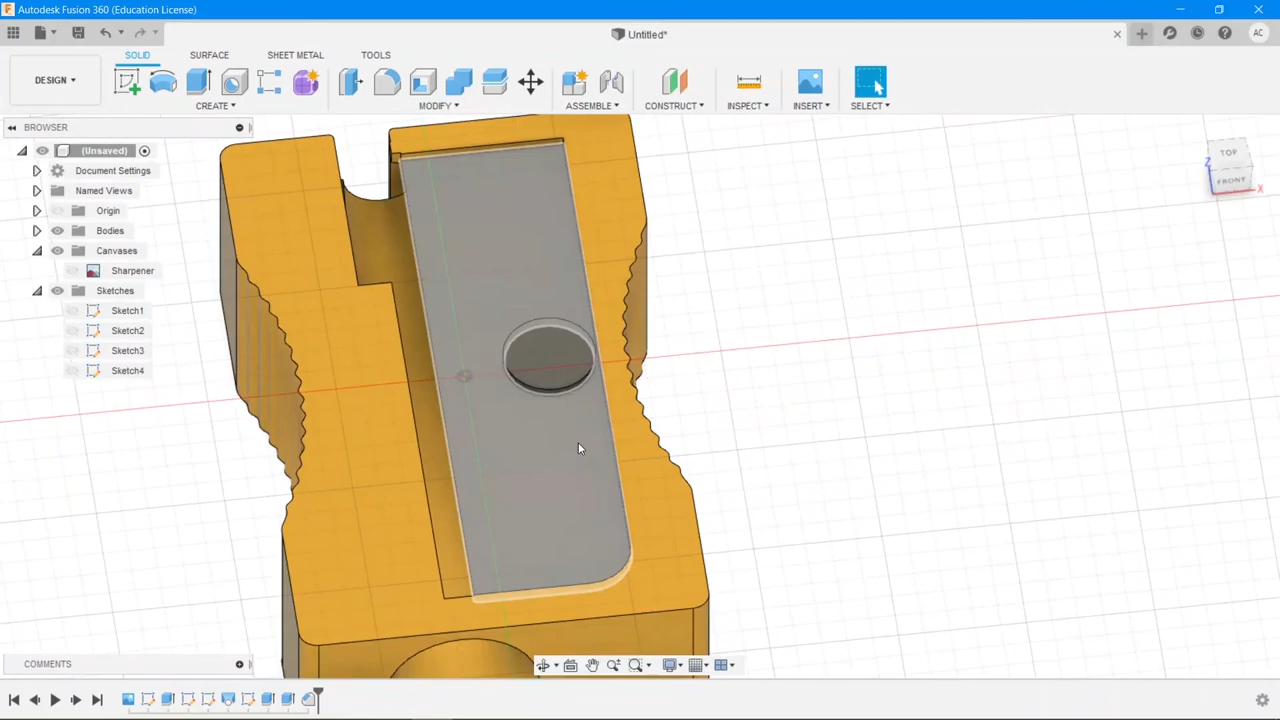 Autodesk Fusion 360 (Education License)
Untitled*
AC
SOLID SURFACE SHEET METAL TOOLS
DESIGN
CREATE MODIFY ASSEMBLE CONSTRUCT INSPECT INSERT SELECT
BROWSER
(Unsaved)
Document Settings
Named Views
Origin
Bodies
Canvases
Sharpener
Sketches
Sketch1
Sketch2
Sketch3
Sketch4
TOP
Z
FRONT
X
COMMENTS